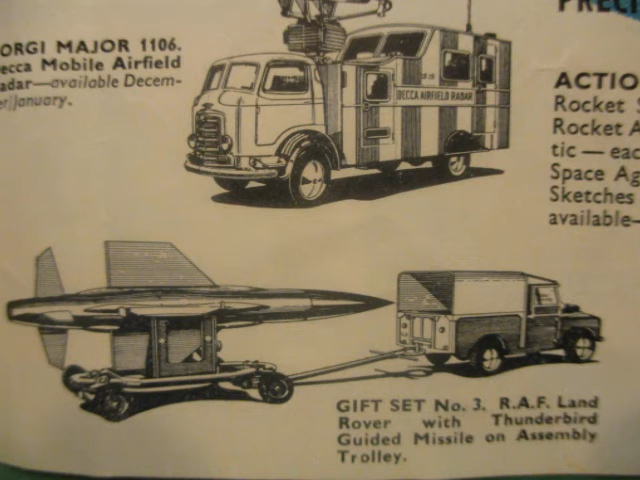 ORGI MAJOR 1106.
ecca Mobile Airfield
adar—available Decem-
er/January.
DECCA AIRFIELD RADAR
PRECI
ACTIO
Rocket
Rocket A
tic — eac
Space Ag
Sketches
available—
GIFT SET No. 3. R.A.F. Land
Rover with Thunderbird
Guided Missile on Assembly
Trolley.